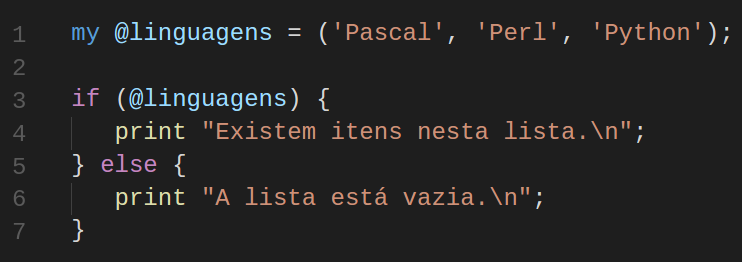 1 my @linguagens = ('Pascal', 'Perl', 'Python');
2
3 if (@linguagens) {
4    print "Existem itens nesta lista.\n";
5 } else {
6    print "A lista está vazia.\n";
7 }